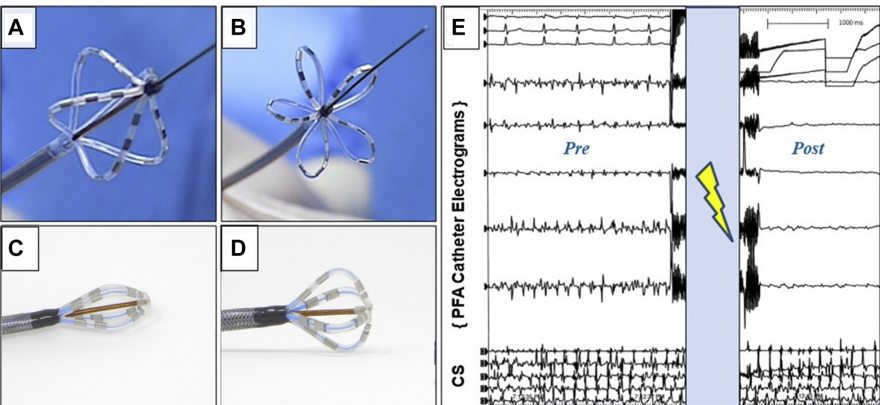 A
B
C
D
E
1000 ms
Pre
Post
{ PFA Catheter Electrograms }
CS